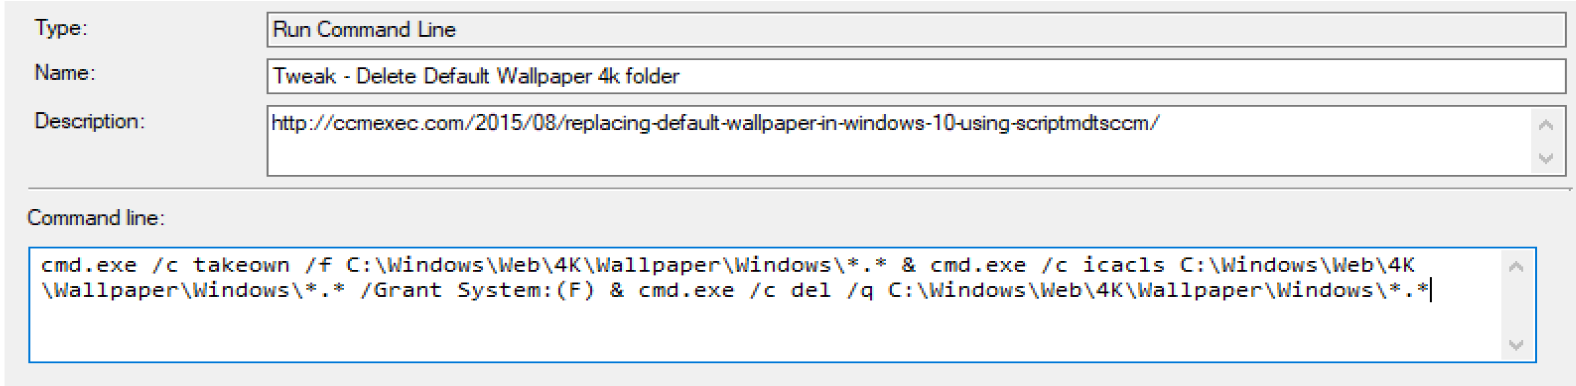 Type: Run Command Line
Name: Tweak - Delete Default Wallpaper 4k folder
Description: http://ccmexec.com/2015/08/replacing-default-wallpaper-in-windows-10-using-scriptmdtsccm/
Command line:
cmd.exe /c takeown /f C:\Windows\Web\4K\Wallpaper\Windows\*.* & cmd.exe /c icacls C:\Windows\Web\4K
\Wallpaper\Windows\*.* /Grant System:(F) & cmd.exe /c del /q C:\Windows\Web\4K\Wallpaper\Windows\*.*